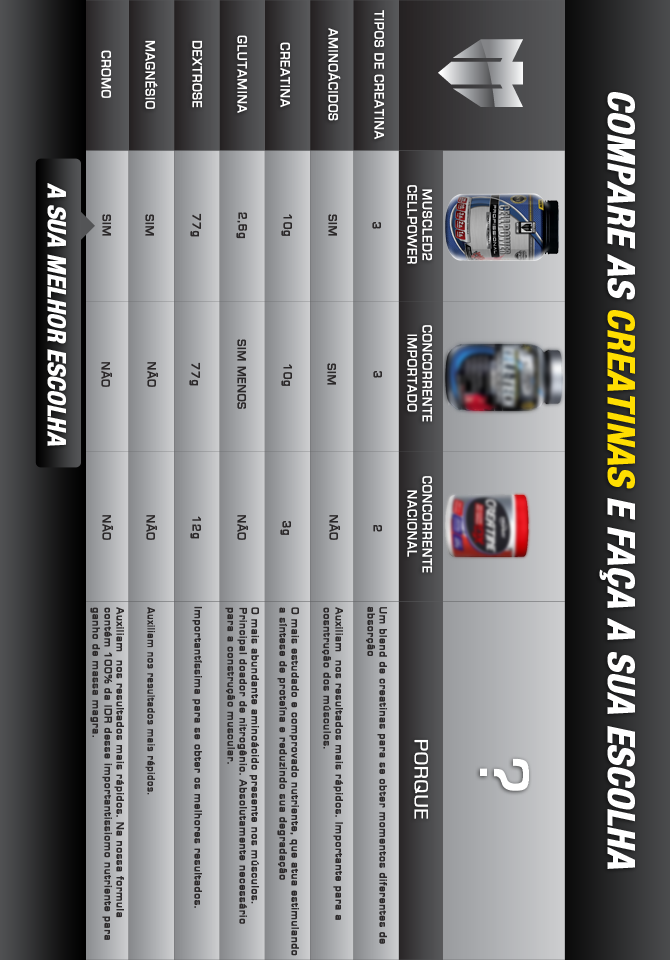 COMPARE AS CREATINAS E FAÇA A SUA ESCOLHA
?
MUSCLED2
CELLPOWER
CONCORRENTE
IMPORTADO
CONCORRENTE
NACIONAL
PORQUE
TIPOS DE CREATINA
3
3
2
Um blend de creatinas para se obter momentos diferentes de
absorção
AMINOÁCIDOS
SIM
SIM
NÃO
Auxiliam nos resultados mais rápidos. Importante para a
cosntrução dos músculos.
CREATINA
10g
10g
3g
O mais estudado e comprovado nutriente, que atua estimulando
a síntese de proteína e reduzindo sua degradação
GLUTAMINA
2,6g
SIM MENOS
NÃO
O mais abundante aminoácido presente nos músculos.
Principal doador de nitrogênio. Absolutamente necessário
para a construção muscular.
DEXTROSE
77g
77g
12g
Importantíssima para se obter os melhores resultados.
MAGNÉSIO
SIM
NÃO
NÃO
Auxiliam nos resultados mais rápidos.
CROMO
SIM
NÃO
NÃO
Auxiliam nos resultados mais rápidos. Na nossa formula
contém 100% da IDR desse importantissiomo nutriente para
ganho de massa magra.
A SUA MELHOR ESCOLHA